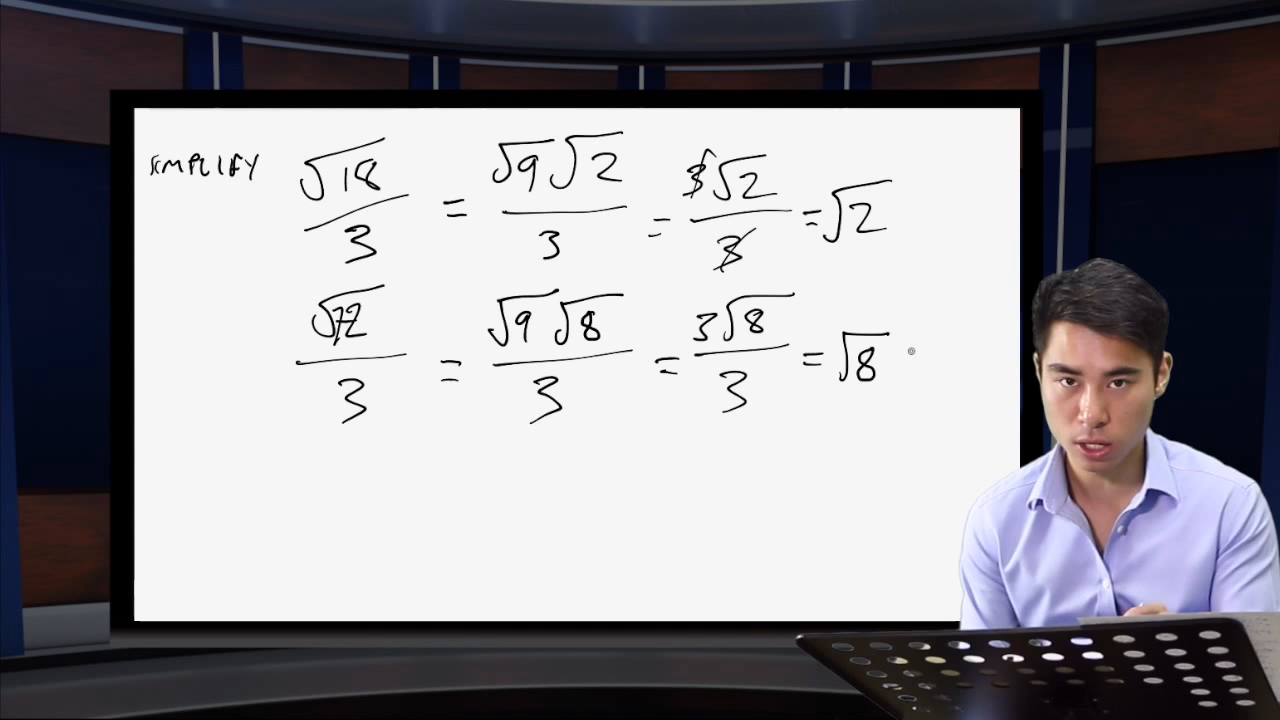 SIMPLIFY √18/3 = √9√2/3 = 3√2/3 = √2
√72/3 = √9 √8/3 = 3√8/3 = √8